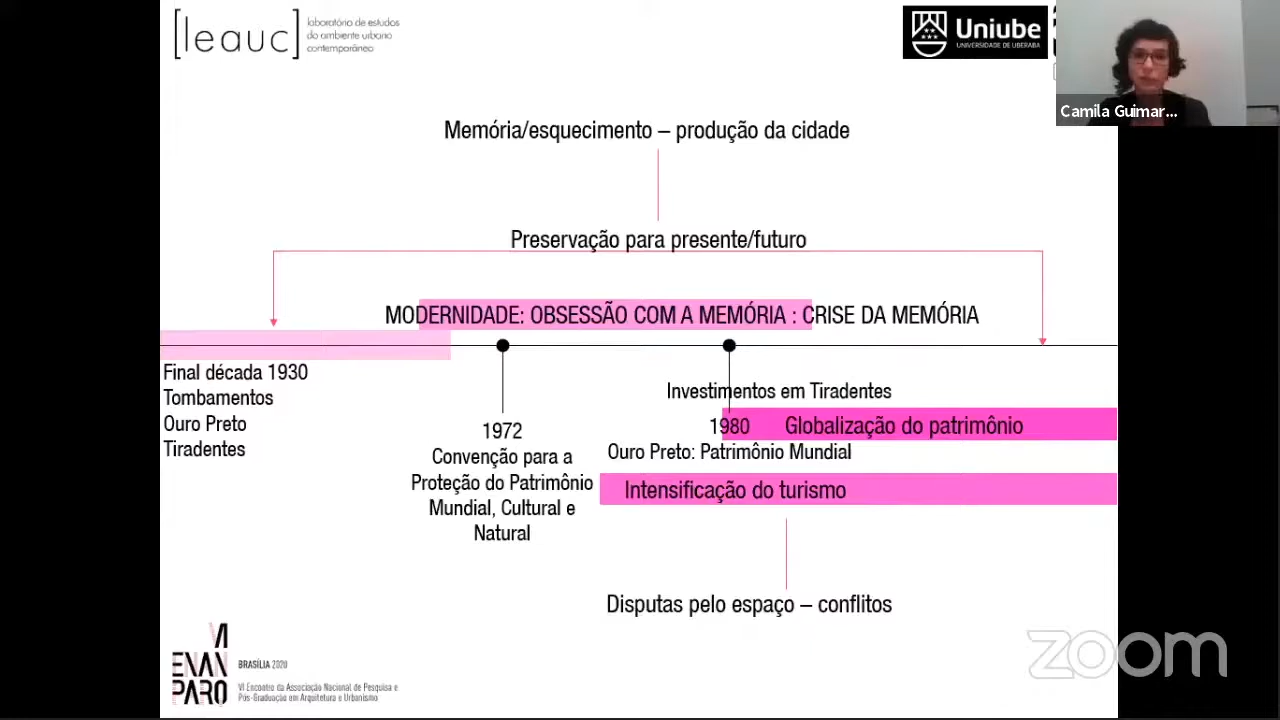 [leauc]
laboratório de estudos
do ambiente urbano
contemporâneo
Uniube
UNIVERSIDADE DE UBERABA
Camila Guimar...
Memória/esquecimento – produção da cidade
Preservação para presente/futuro
MODERNIDADE: OBSESSÃO COM A MEMÓRIA : CRISE DA MEMÓRIA
Final década 1930
Tombamentos
Ouro Preto
Tiradentes
1972
Convenção para a
Proteção do Patrimônio
Mundial, Cultural e
Natural
Investimentos em Tiradentes
1980 Globalização do patrimônio
Ouro Preto: Patrimônio Mundial
Intensificação do turismo
Disputas pelo espaço – conflitos
VI
ENAN
PARQ
BRASÍLIA 2020
VI Encontro da Associação Nacional de Pesquisa e
Pós-Graduação em Arquitetura e Urbanismo
zoom